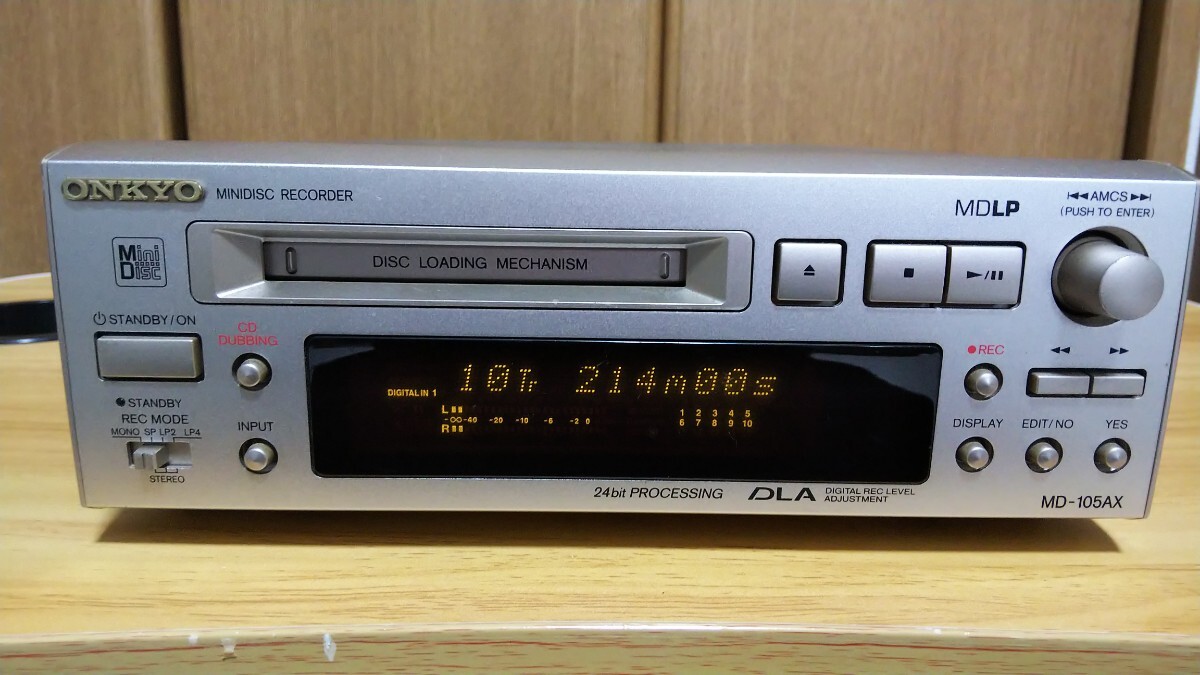 ONKYO MINIDISC RECORDER
MDLP
AMCS
(PUSH TO ENTER)
Mini
Disc
DISC LOADING MECHANISM
STANDBY/ON
CD
DUBBING
STANDBY
REC MODE
MONO SP LP2 LP4
STEREO
INPUT
10Tr 214m00s
DIGITAL IN 1
L
-∞ -40 -20 -10 -6 -2 0
R
1 2 3 4 5
6 7 8 9 10
REC
DISPLAY EDIT/NO YES
24bit PROCESSING DLA DIGITAL REC LEVEL
ADJUSTMENT
MD-105AX